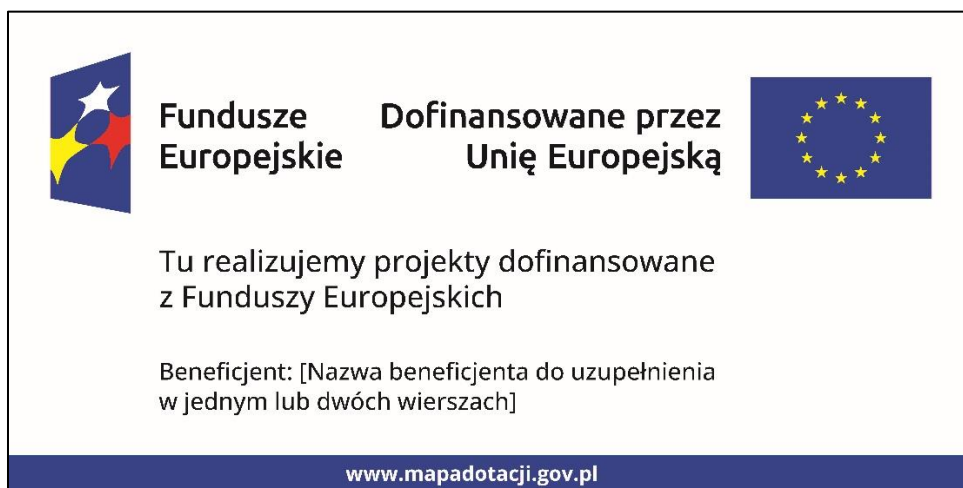 Fundusze
Europejskie
Dofinansowane przez
Unię Europejską
Tu realizujemy projekty dofinansowane
z Funduszy Europejskich
Beneficjent: [Nazwa beneficjenta do uzupełnienia
w jednym lub dwóch wierszach]
www.mapadotacji.gov.pl